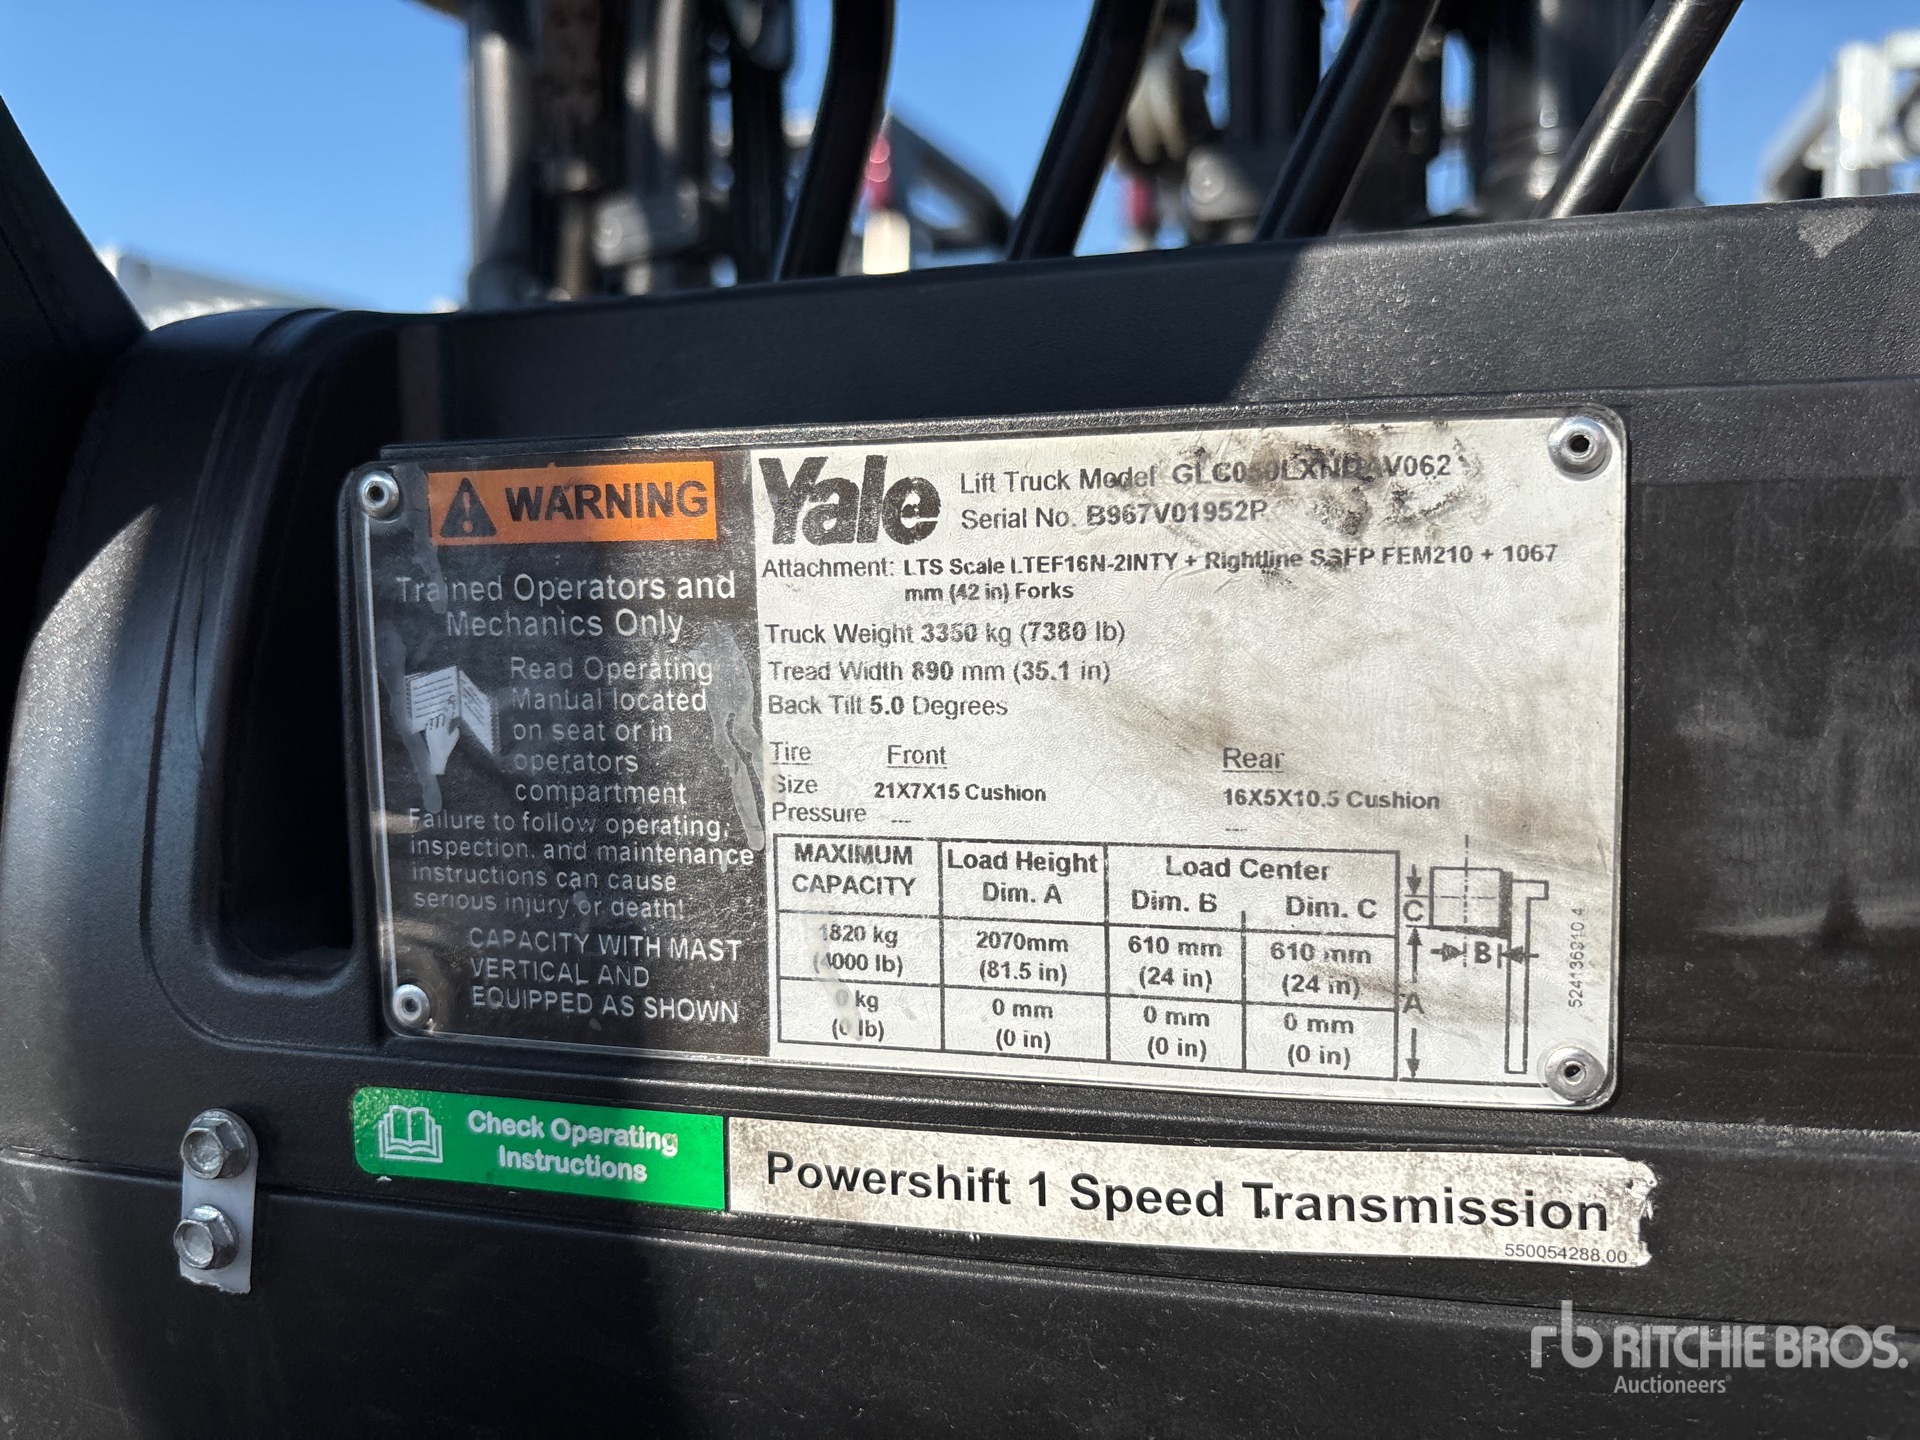 WARNING
Trained Operators and
Mechanics Only
Read Operating
Manual located
on seat or in
operators
compartment
Failure to follow operating,
inspection, and maintenance
instructions can cause
serious injury or death!
CAPACITY WITH MAST
VERTICAL AND
EQUIPPED AS SHOWN
Yale
Lift Truck Model
Serial No. B967V01952P
Attachment: LTS Scale LTEF16N-2INTY + Rightline SSFP FEM210 + 1067
mm (42 in) Forks
Truck Weight 3350 kg (7380 lb)
Tread Width 890 mm (35.1 in)
Back Tilt 5.0 Degrees
Tire Front Rear
Size 21X7X15 Cushion 16X5X10.5 Cushion
Pressure --- ---
MAXIMUM CAPACITY Load Height Dim. A Load Center Dim. B Dim. C
1820 kg (4000 lb) 2070mm (81.5 in) 610 mm (24 in) 610 mm (24 in)
0 kg (0 lb) 0 mm (0 in) 0 mm (0 in) 0 mm (0 in)
C
B
A
Check Operating
Instructions
Powershift 1 Speed Transmission
550054288.00
rb RITCHIE BROS.
Auctioneers